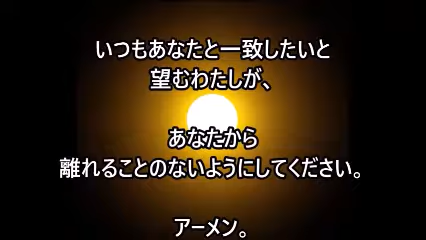 いつもあなたと一致したいと
望むわたしが、
あなたから
離れることのないようにしてください。
アーメン。